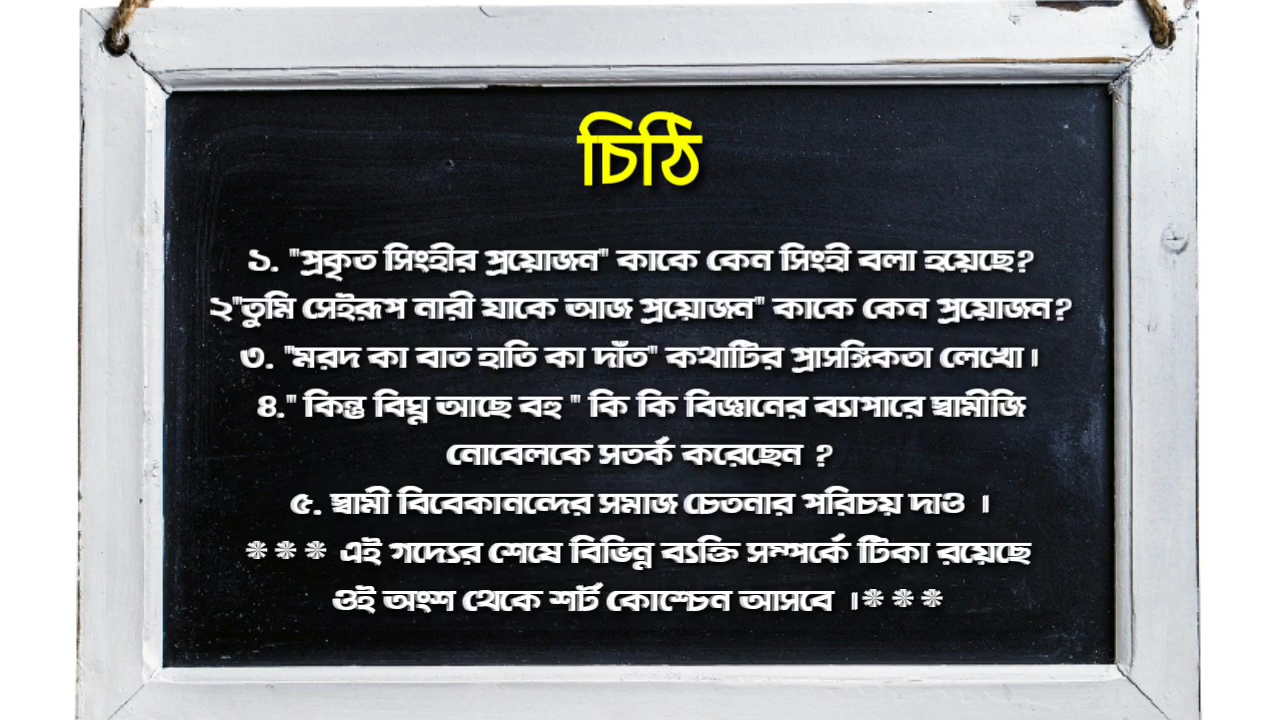 চিঠি
১. "প্রকৃত সিংহীর প্রয়োজন" কাকে কেন সিংহী বলা হয়েছে?
২"তুমি সেইরূপ নারী যাকে আজ প্রয়োজন" কাকে কেন প্রয়োজন?
৩. "মরদ কা বাত হাতি কা দাঁত" কথাটির প্রাসঙ্গিকতা লেখো।
৪." কিন্তু বিঘ্ন আছে বহু " কি কি বিজ্ঞানের ব্যাপারে স্বামীজি
নোবেলকে সতর্ক করেছেন ?
৫. স্বামী বিবেকানন্দের সমাজ চেতনার পরিচয় দাও ।
*** এই গদ্যের শেষে বিভিন্ন ব্যক্তি সম্পর্কে টিকা রয়েছে
ওই অংশ থেকে শর্ট কোশ্চেন আসবে ।***